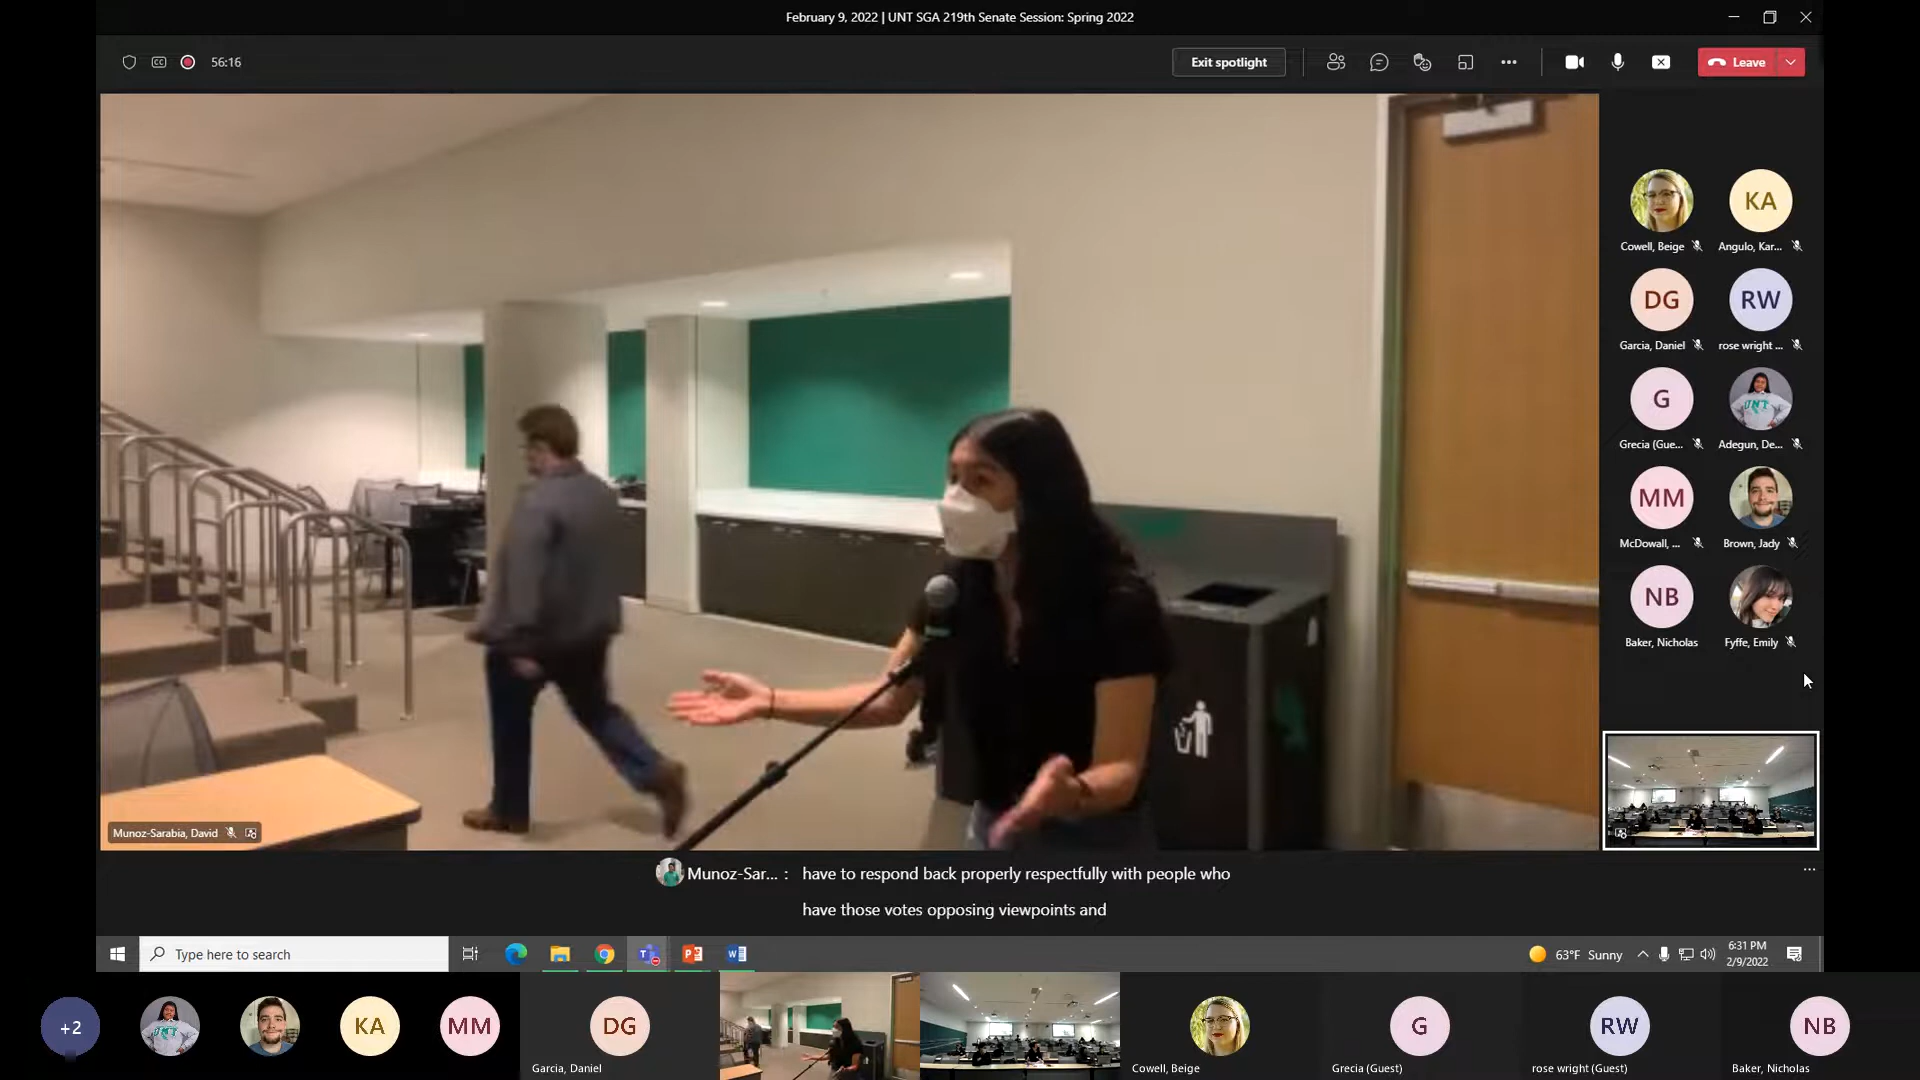 February 9, 2022 | UNT SGA 219th Senate Session: Spring 2022
CC
56:16
Exit spotlight
Leave
KA
Cowell, Beige
Angulo, Kar...
DG
RW
Garcia, Daniel
rose wright ...
G
UNT
Grecia (Gue...
Adegun, De...
MM
McDowall, ...
Brown, Jady
NB
Baker, Nicholas
Fyffe, Emily
Munoz-Sarabia, David
Munoz-Sar... : have to respond back properly respectfully with people who
have those votes opposing viewpoints and
Type here to search
63°F Sunny
6:31 PM
2/9/2022
+2
UNT
KA
MM
DG
G
RW
NB
Garcia, Daniel
Cowell, Beige
Grecia (Guest)
rose wright (Guest)
Baker, Nicholas